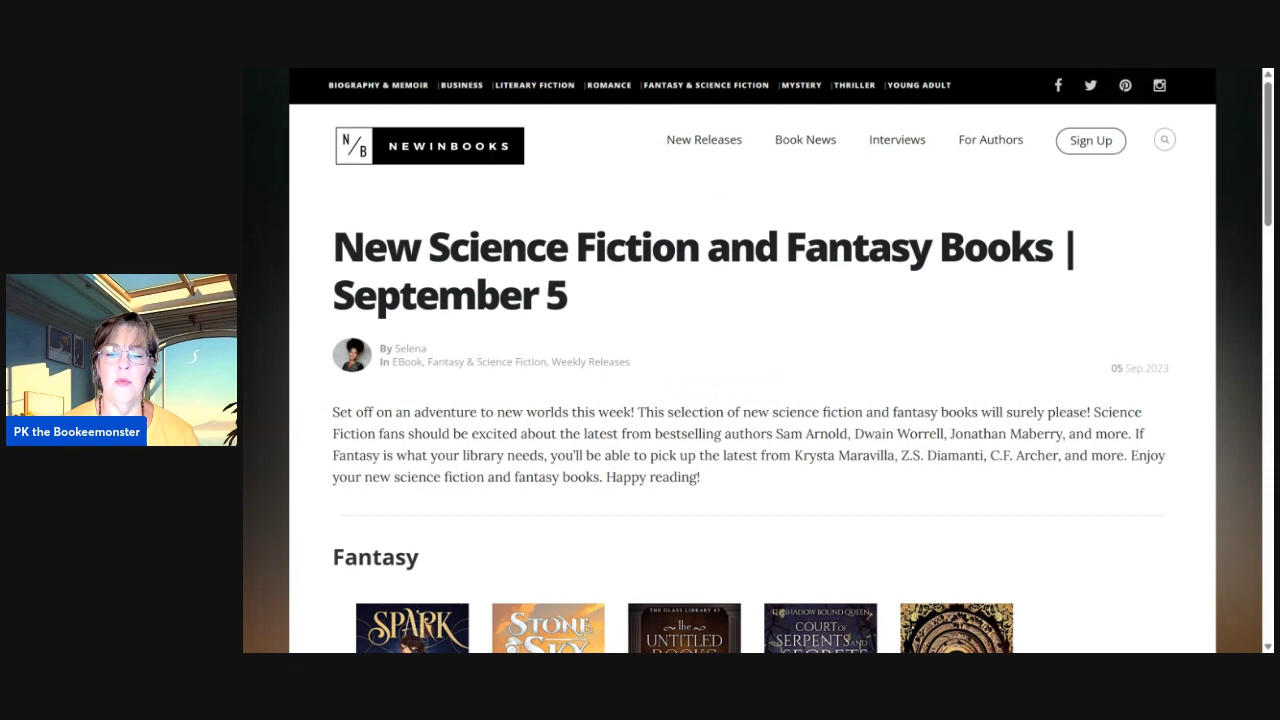 BIOGRAPHY & MEMOIR | BUSINESS | LITERARY FICTION | ROMANCE | FANTASY & SCIENCE FICTION | MYSTERY | THRILLER | YOUNG ADULT
N/B NEWINBOOKS
New Releases Book News Interviews For Authors Sign Up
New Science Fiction and Fantasy Books |
September 5
By Selena
In EBook, Fantasy & Science Fiction, Weekly Releases
05 Sep 2023
Set off on an adventure to new worlds this week! This selection of new science fiction and fantasy books will surely please! Science
Fiction fans should be excited about the latest from bestselling authors Sam Arnold, Dwain Worrell, Jonathan Maberry, and more. If
Fantasy is what your library needs, you'll be able to pick up the latest from Krysta Maravilla, Z.S. Diamanti, C.F. Archer, and more. Enjoy
your new science fiction and fantasy books. Happy reading!
Fantasy
SPARK
STONE
SKY
THE GLASS LIBRARY #3
The
UNTITLED
BOOKS
THE SHADOW BOUND QUEEN
COURT OF
SERPENTS AND
SECRETS
PK the Bookeemonster